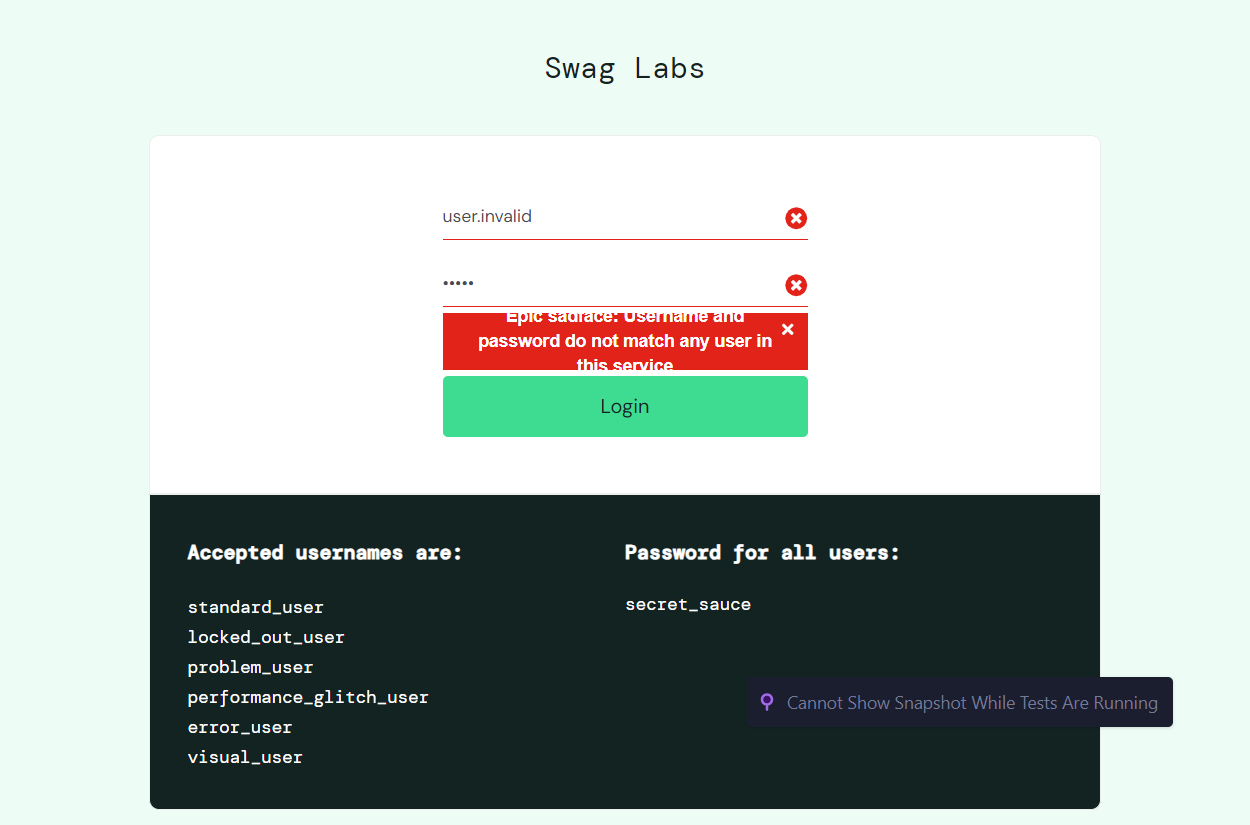 Swag Labs
user.invalid
•••••
Epic sadface: Username and
password do not match any user in
this service
Login
Accepted usernames are:
standard_user
locked_out_user
problem_user
performance_glitch_user
error_user
visual_user
Password for all users:
secret_sauce
Cannot Show Snapshot While Tests Are Running